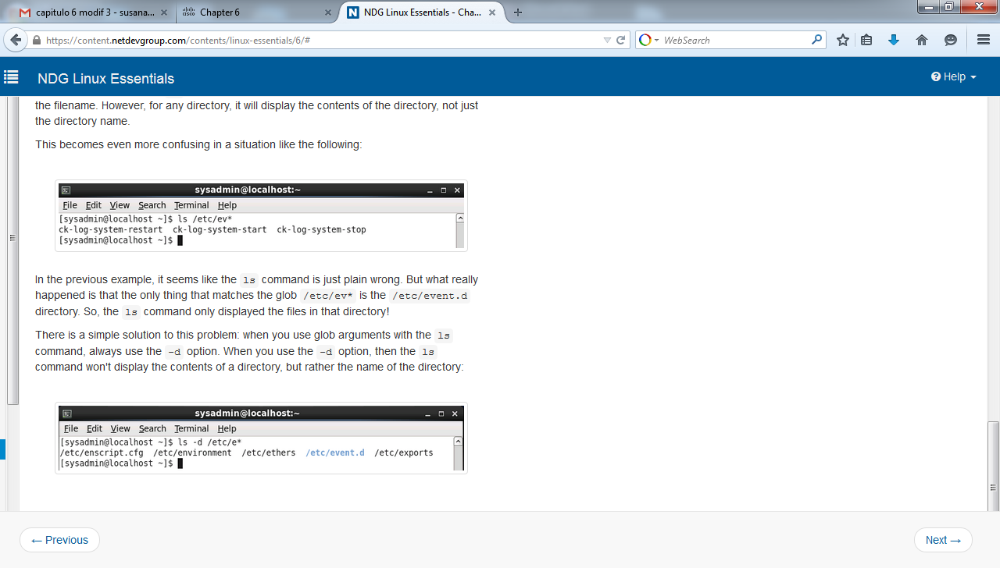 capitulo 6 modif 3 - susana...
Chapter 6
NDG Linux Essentials - Cha...
https://content.netdevgroup.com/contents/linux-essentials/6/#
WebSearch
NDG Linux Essentials
Help
the filename. However, for any directory, it will display the contents of the directory, not just
the directory name.
This becomes even more confusing in a situation like the following:
sysadmin@localhost:~
File Edit View Search Terminal Help
[sysadmin@localhost ~]$ ls /etc/ev*
ck-log-system-restart ck-log-system-start ck-log-system-stop
[sysadmin@localhost ~]$
In the previous example, it seems like the ls command is just plain wrong. But what really
happened is that the only thing that matches the glob /etc/ev* is the /etc/event.d
directory. So, the ls command only displayed the files in that directory!
There is a simple solution to this problem: when you use glob arguments with the ls
command, always use the -d option. When you use the -d option, then the ls
command won't display the contents of a directory, but rather the name of the directory:
sysadmin@localhost:~
File Edit View Search Terminal Help
[sysadmin@localhost ~]$ ls -d /etc/e*
/etc/enscript.cfg /etc/environment /etc/ethers /etc/event.d /etc/exports
[sysadmin@localhost ~]$
← Previous
Next →